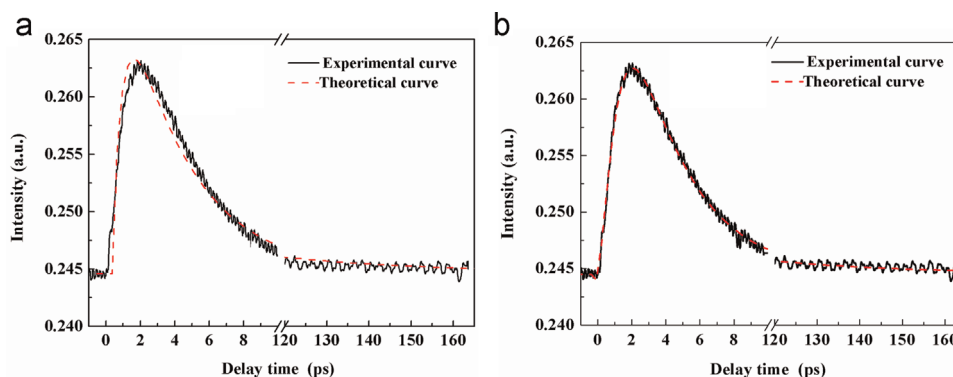 a
0.265
0.260
0.255
0.250
0.245
0.240
Intensity (a.u.)
Experimental curve
Theoretical curve
0 2 4 6 8 120 130 140 150 160
Delay time (ps)
b
0.265
0.260
0.255
0.250
0.245
0.240
Intensity (a.u.)
Experimental curve
Theoretical curve
0 2 4 6 8 120 130 140 150 160
Delay time (ps)